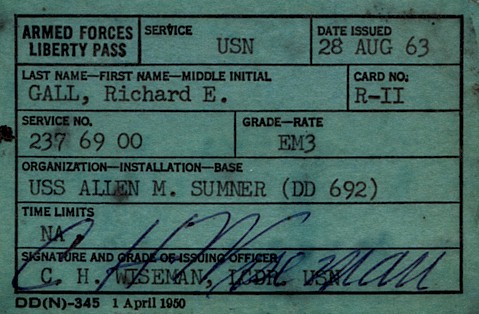 ARMED FORCES
LIBERTY PASS
SERVICE
USN
DATE ISSUED
28 AUG 63
LAST NAME—FIRST NAME—MIDDLE INITIAL
GALL, Richard E.
CARD NO.
R-II
SERVICE NO.
237 69 00
GRADE—RATE
EM3
ORGANIZATION—INSTALLATION—BASE
USS ALLEN M. SUMNER (DD 692)
TIME LIMITS
NA
C. H. Wiseman
SIGNATURE AND GRADE OF ISSUING OFFICER
C. H. WISEMAN, LCDR. USN
DD(N)-345 1 April 1950